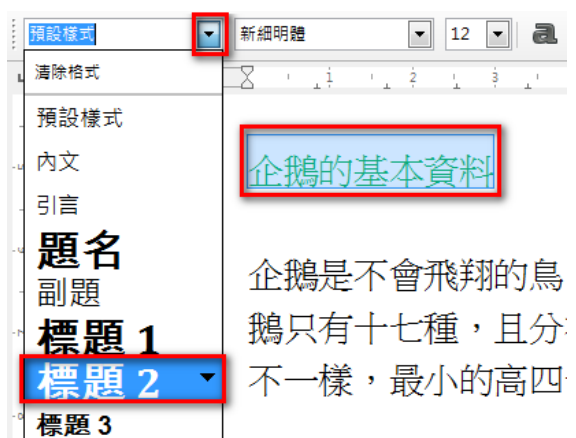 預設樣式 新細明體 12 a
清除格式
1 2 3
預設樣式
內文
引言
題名
副題
標題 1
標題 2
標題 3
企鵝的基本資料
企鵝是不會飛翔的鳥
鵝只有十七種，且分
不一樣，最小的高四